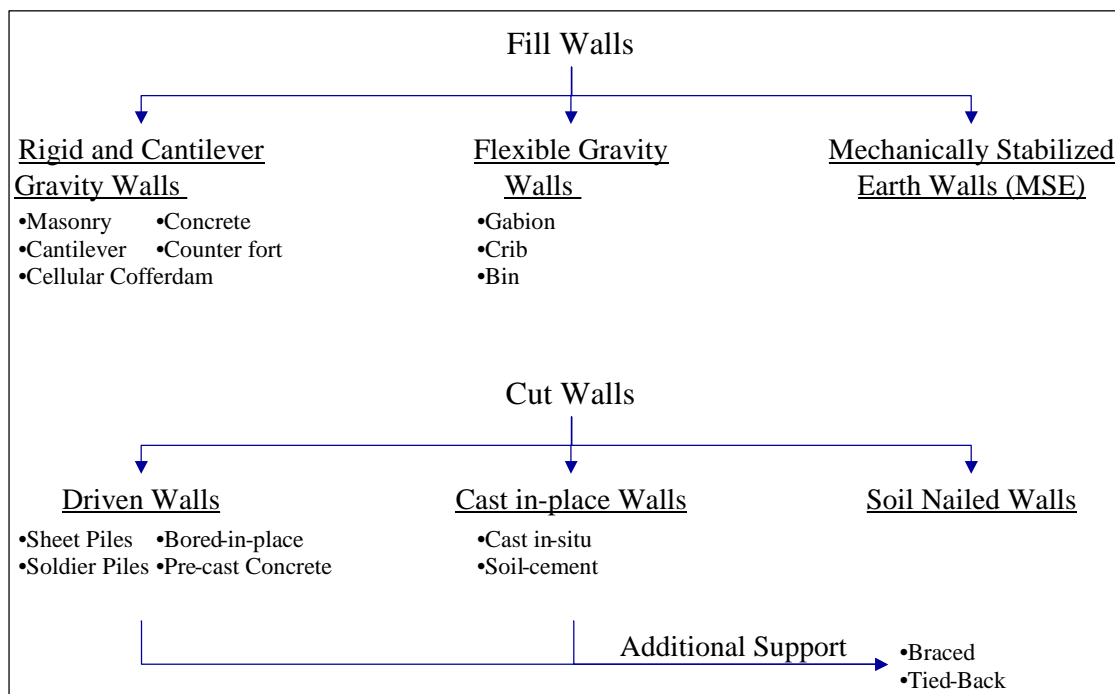 Fill Walls
Rigid and Cantilever
Gravity Walls
•Masonry •Concrete
•Cantilever •Counter fort
•Cellular Cofferdam
Flexible Gravity
Walls
•Gabion
•Crib
•Bin
Mechanically Stabilized
Earth Walls (MSE)
Cut Walls
Driven Walls
•Sheet Piles •Bored-in-place
•Soldier Piles •Pre-cast Concrete
Cast in-place Walls
•Cast in-situ
•Soil-cement
Soil Nailed Walls
Additional Support
•Braced
•Tied-Back